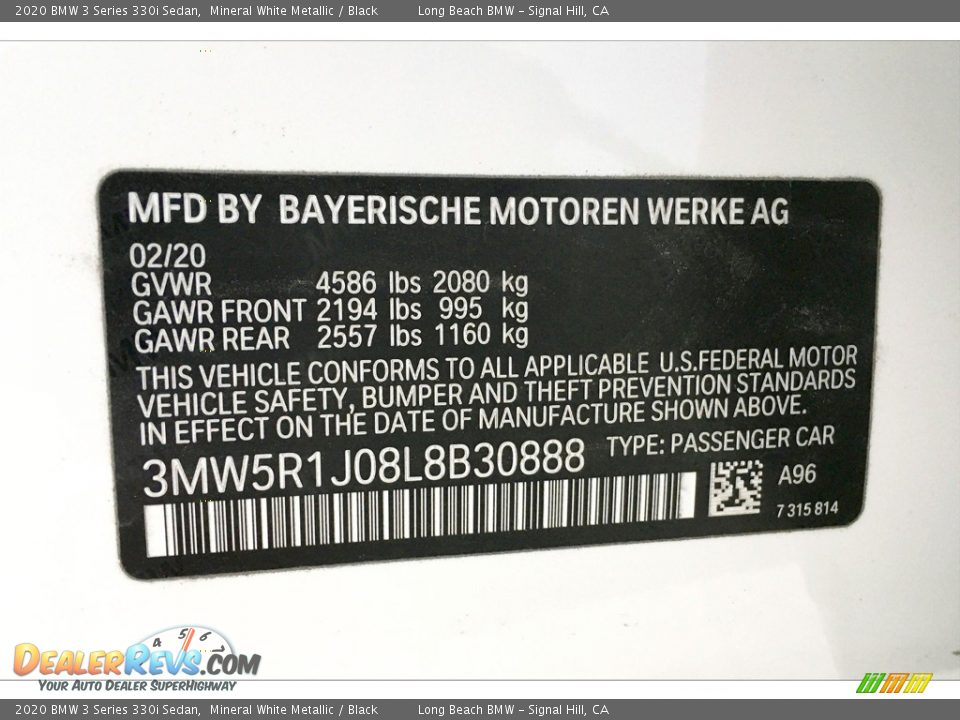 2020 BMW 3 Series 330i Sedan, Mineral White Metallic / Black Long Beach BMW - Signal Hill, CA
MFD BY BAYERISCHE MOTOREN WERKE AG
02/20
GVWR 4586 lbs 2080 kg
GAWR FRONT 2194 lbs 995 kg
GAWR REAR 2557 lbs 1160 kg
THIS VEHICLE CONFORMS TO ALL APPLICABLE U.S.FEDERAL MOTOR
VEHICLE SAFETY, BUMPER AND THEFT PREVENTION STANDARDS
IN EFFECT ON THE DATE OF MANUFACTURE SHOWN ABOVE.
3MW5R1J08L8B30888 TYPE: PASSENGER CAR
A96
7 315 814
4 5 6
DEALERREVS.COM
YOUR AUTO DEALER SUPERHIGHWAY
2020 BMW 3 Series 330i Sedan, Mineral White Metallic / Black Long Beach BMW - Signal Hill, CA